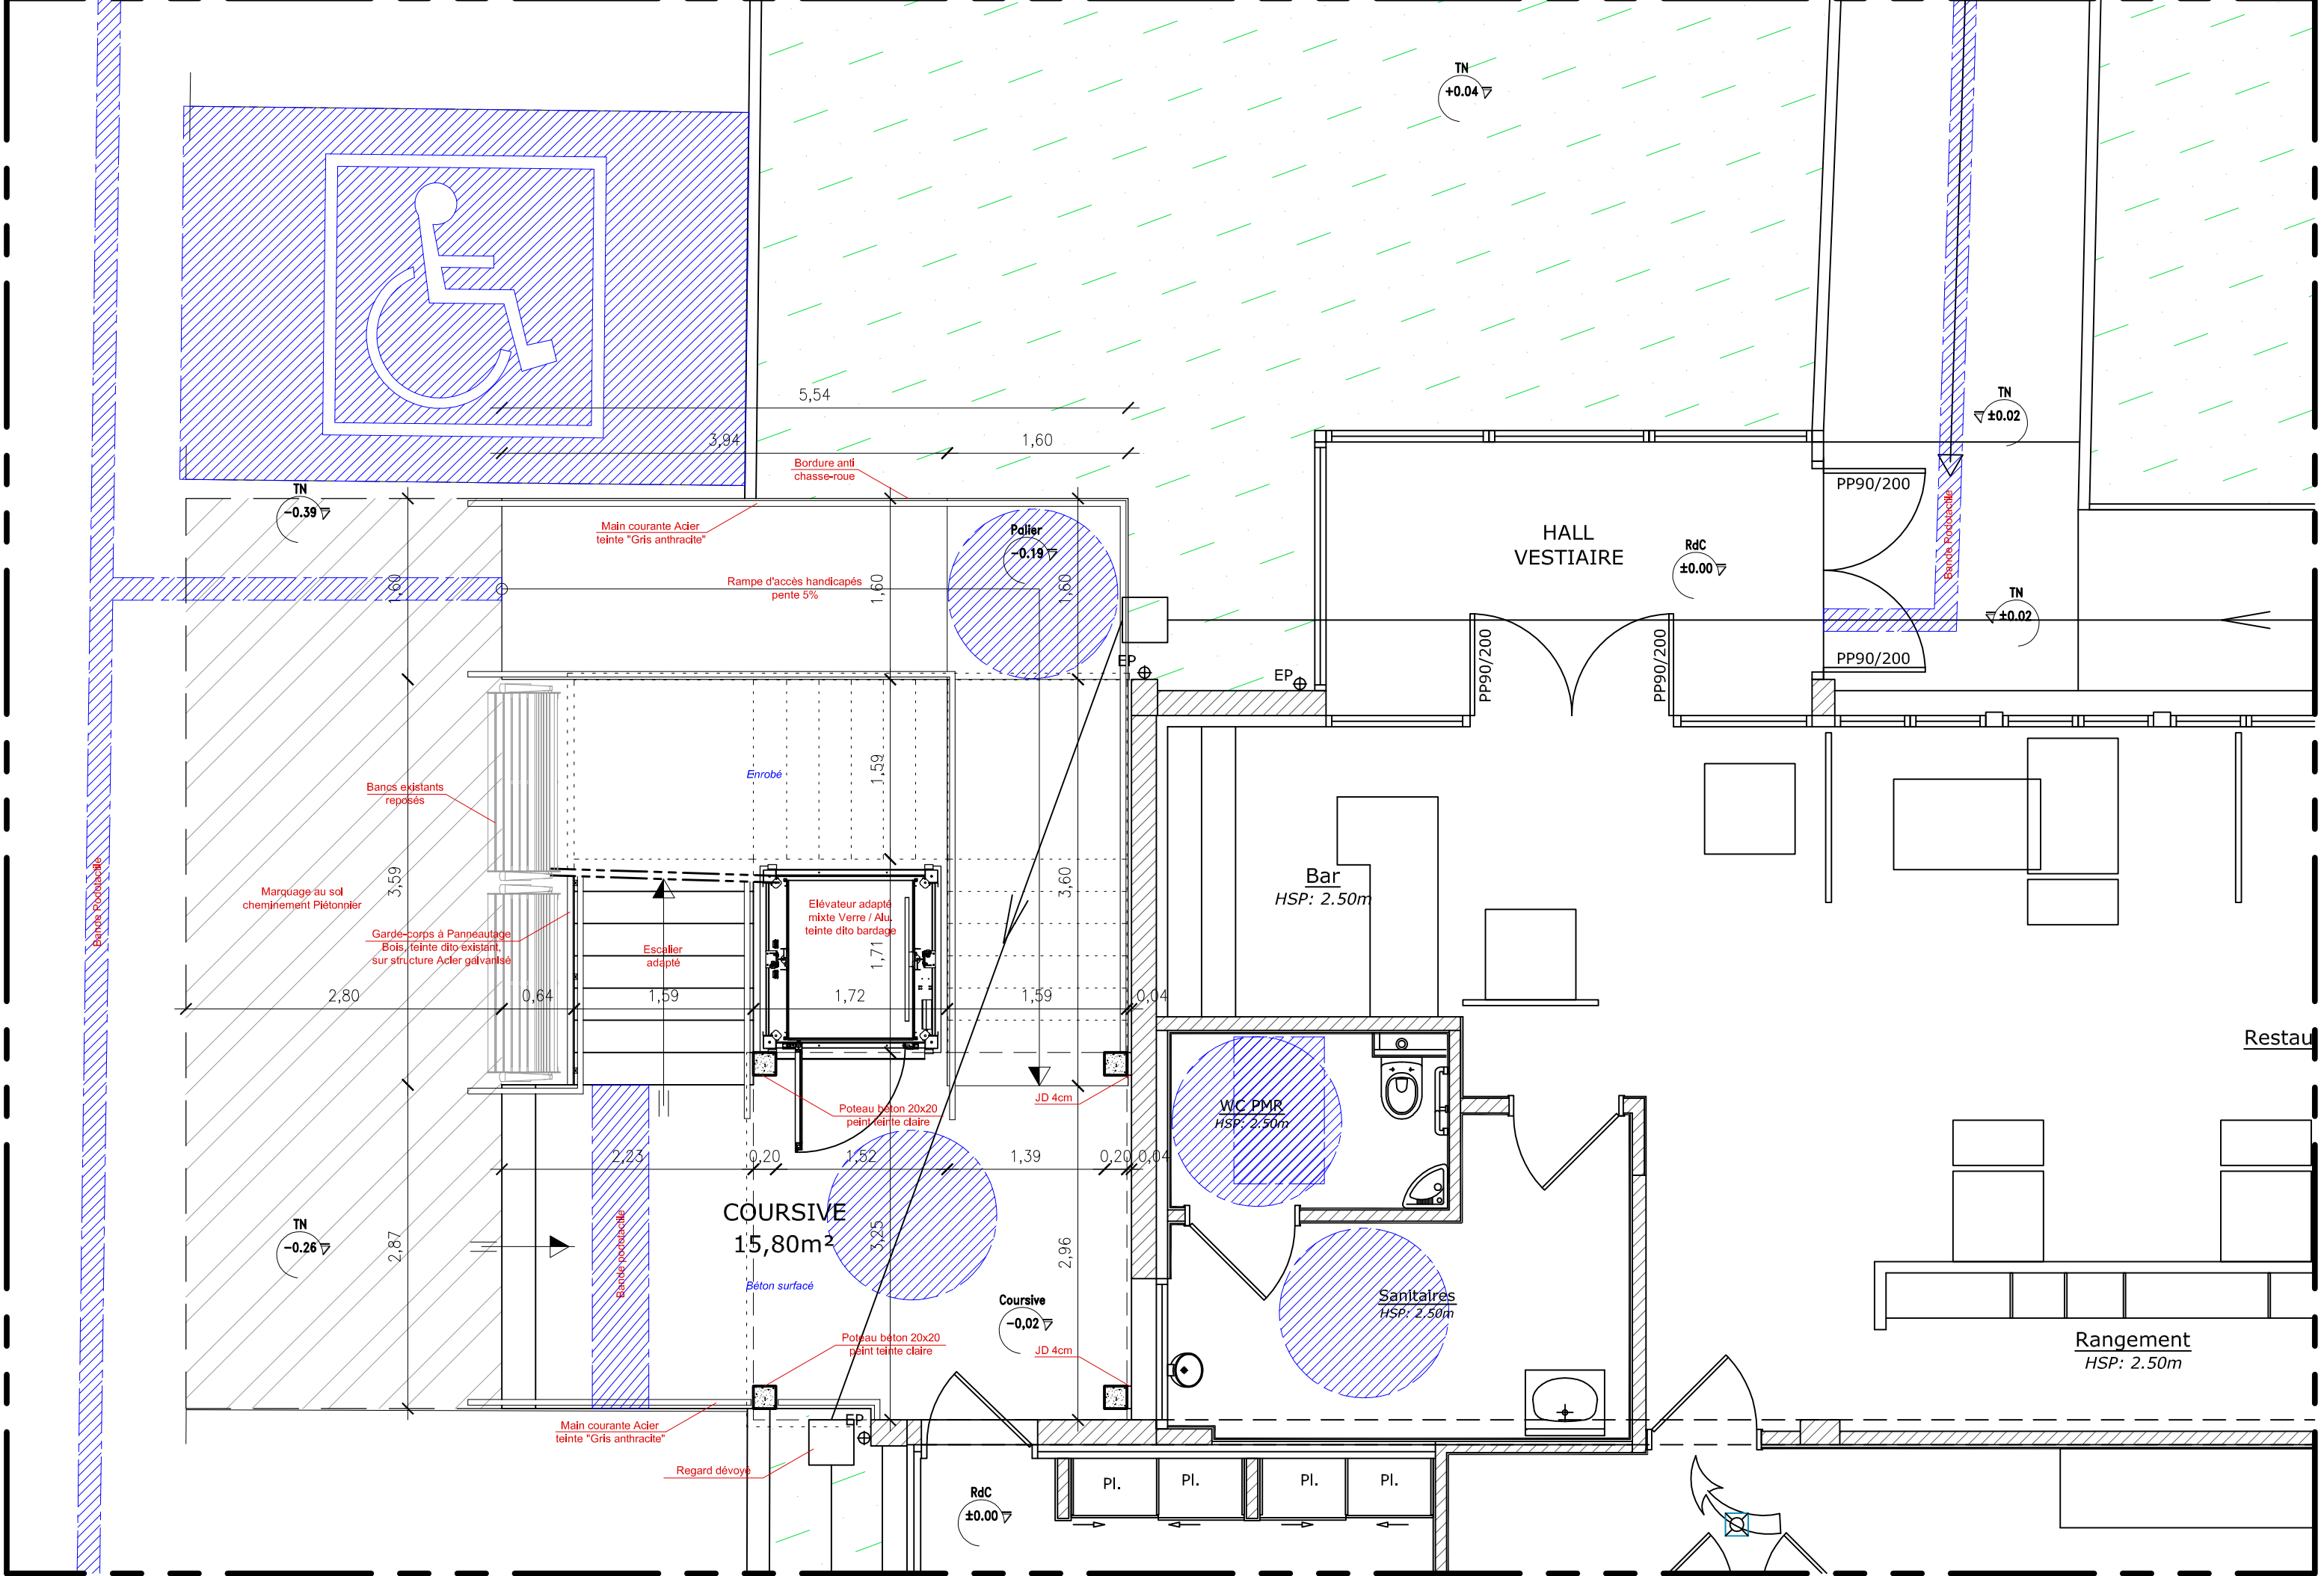 TN
+0.04
5,54
3,94
1,60
TN
±0.02
Bordure anti
chasse-roue
PP90/200
TN
-0.39
Main courante Acier
teinte "Gris anthracite"
Palier
-0.19
HALL
VESTIAIRE
RdC
±0.00
Bande Podotactile
1,60
Rampe d'accès handicapés
pente 5%
1,60
1,60
TN
±0.02
PP90/200
PP90/200
PP90/200
EP
EP
Enrobé
1,59
Bancs existants
reposés
Bar
HSP: 2.50m
3,59
3,60
Marquage au sol
cheminement Piétonnier
Bande Podotactile
Elévateur adapté
mixte Verre / Alu.
teinte dito bardage
Garde-corps à Panneautage
Bois, teinte dito existant,
sur structure Acier galvanisé
Escalier
adapté
1,71
2,80
0,64
1,59
1,72
1,59
0,04
Restau
Poteau béton 20x20
peint teinte claire
JD 4cm
WC PMR
HSP: 2.50m
2,23
0,20
1,52
1,39
0,20
0,04
COURSIVE
15,80m²
TN
-0.26
2,87
Bande podotactile
3,25
2,96
Béton surfacé
Coursive
-0,02
Sanitaires
HSP: 2.50m
Poteau béton 20x20
peint teinte claire
JD 4cm
Rangement
HSP: 2.50m
Main courante Acier
teinte "Gris anthracite"
EP
Regard dévoyé
RdC
±0.00
Pl.
Pl.
Pl.
Pl.